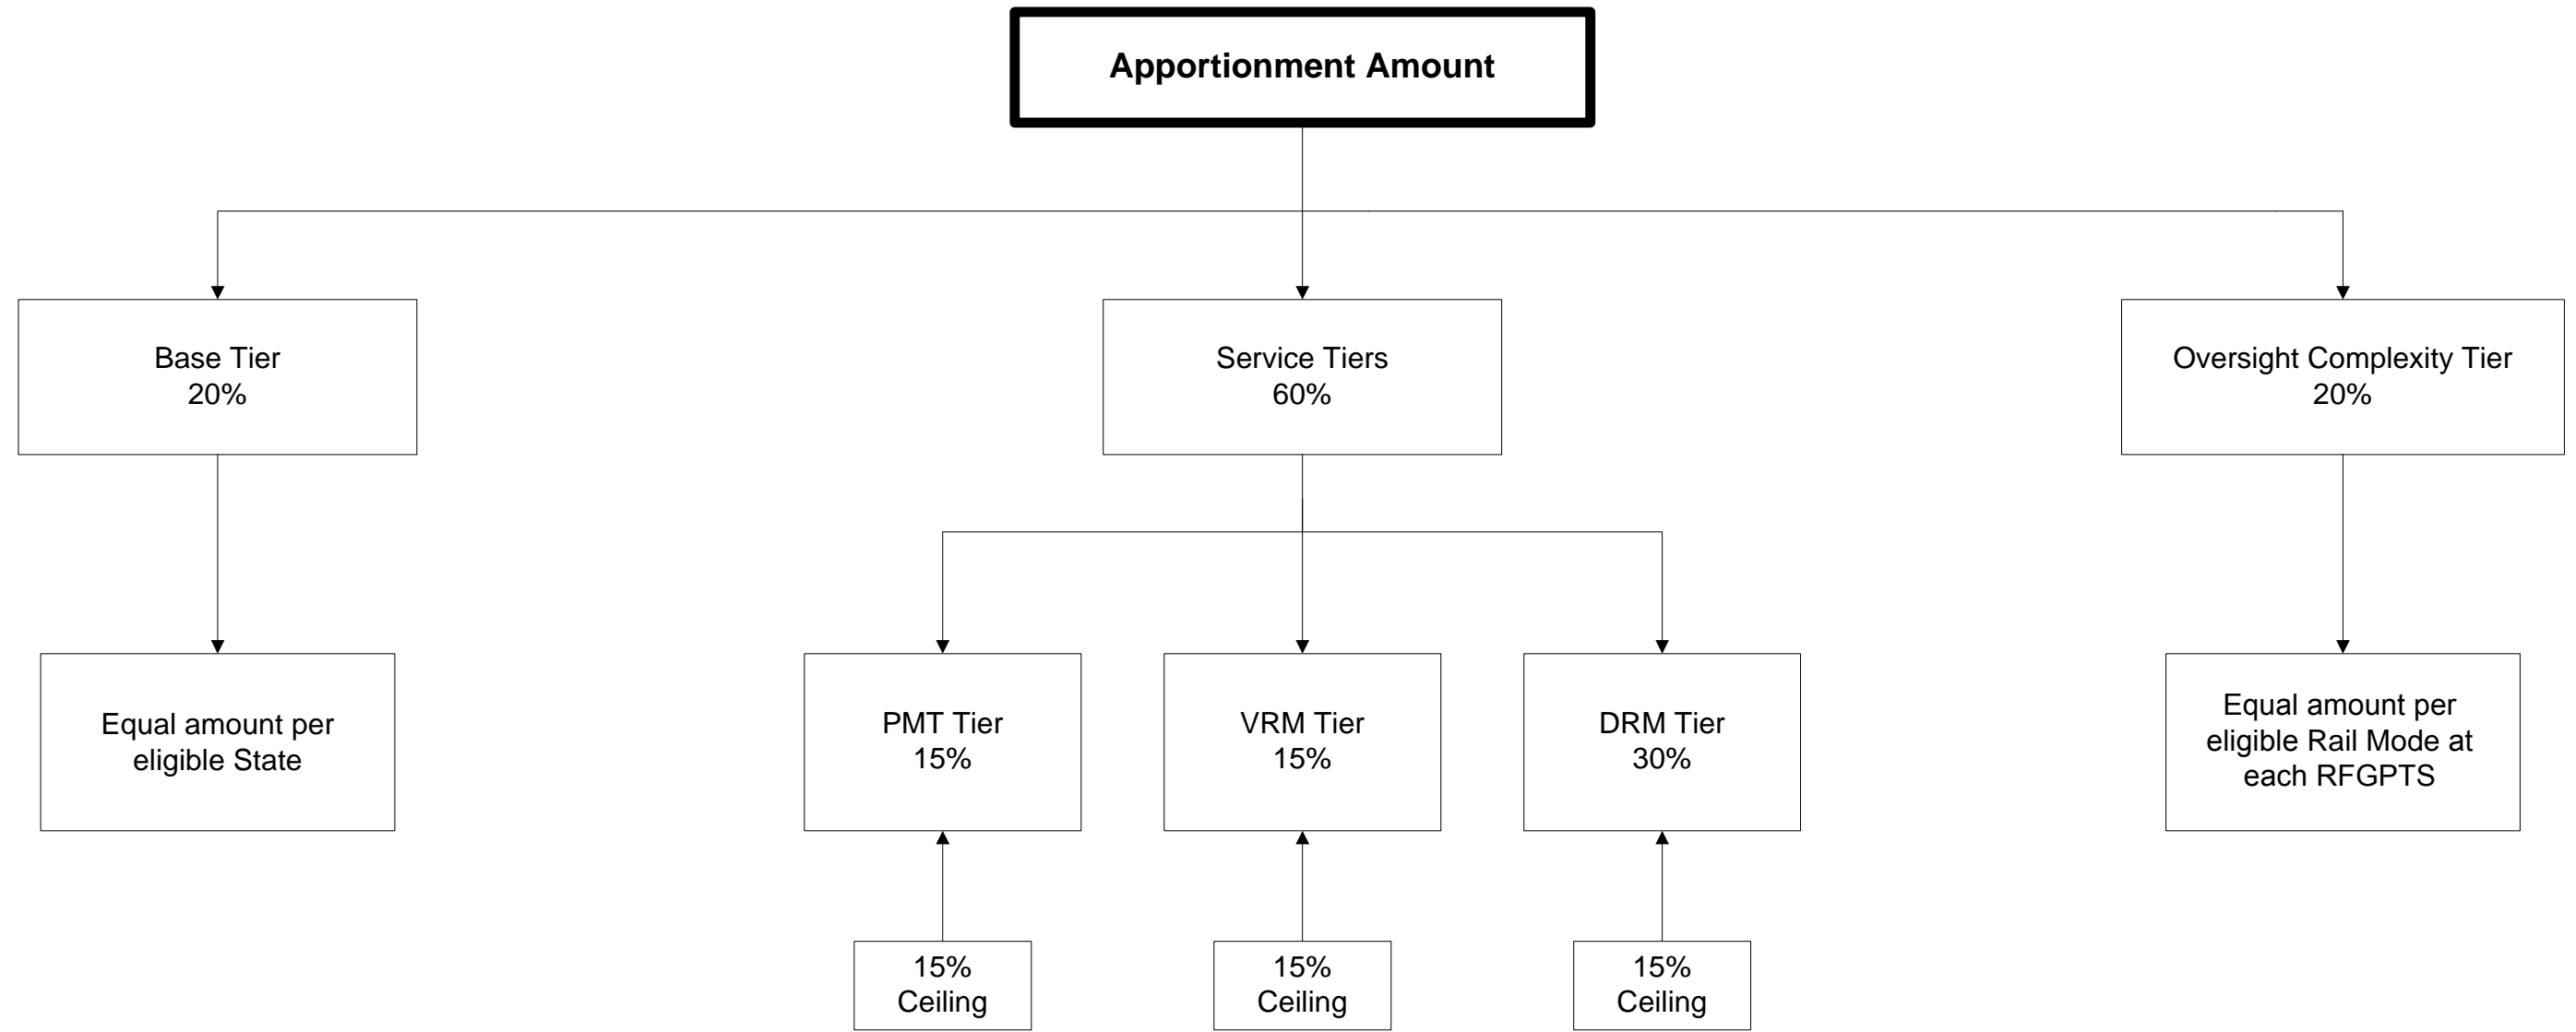 Apportionment Amount
Base Tier
20%
Service Tiers
60%
Oversight Complexity Tier
20%
Equal amount per
eligible State
PMT Tier
15%
VRM Tier
15%
DRM Tier
30%
Equal amount per
eligible Rail Mode at
each RFGPTS
15%
Ceiling
15%
Ceiling
15%
Ceiling